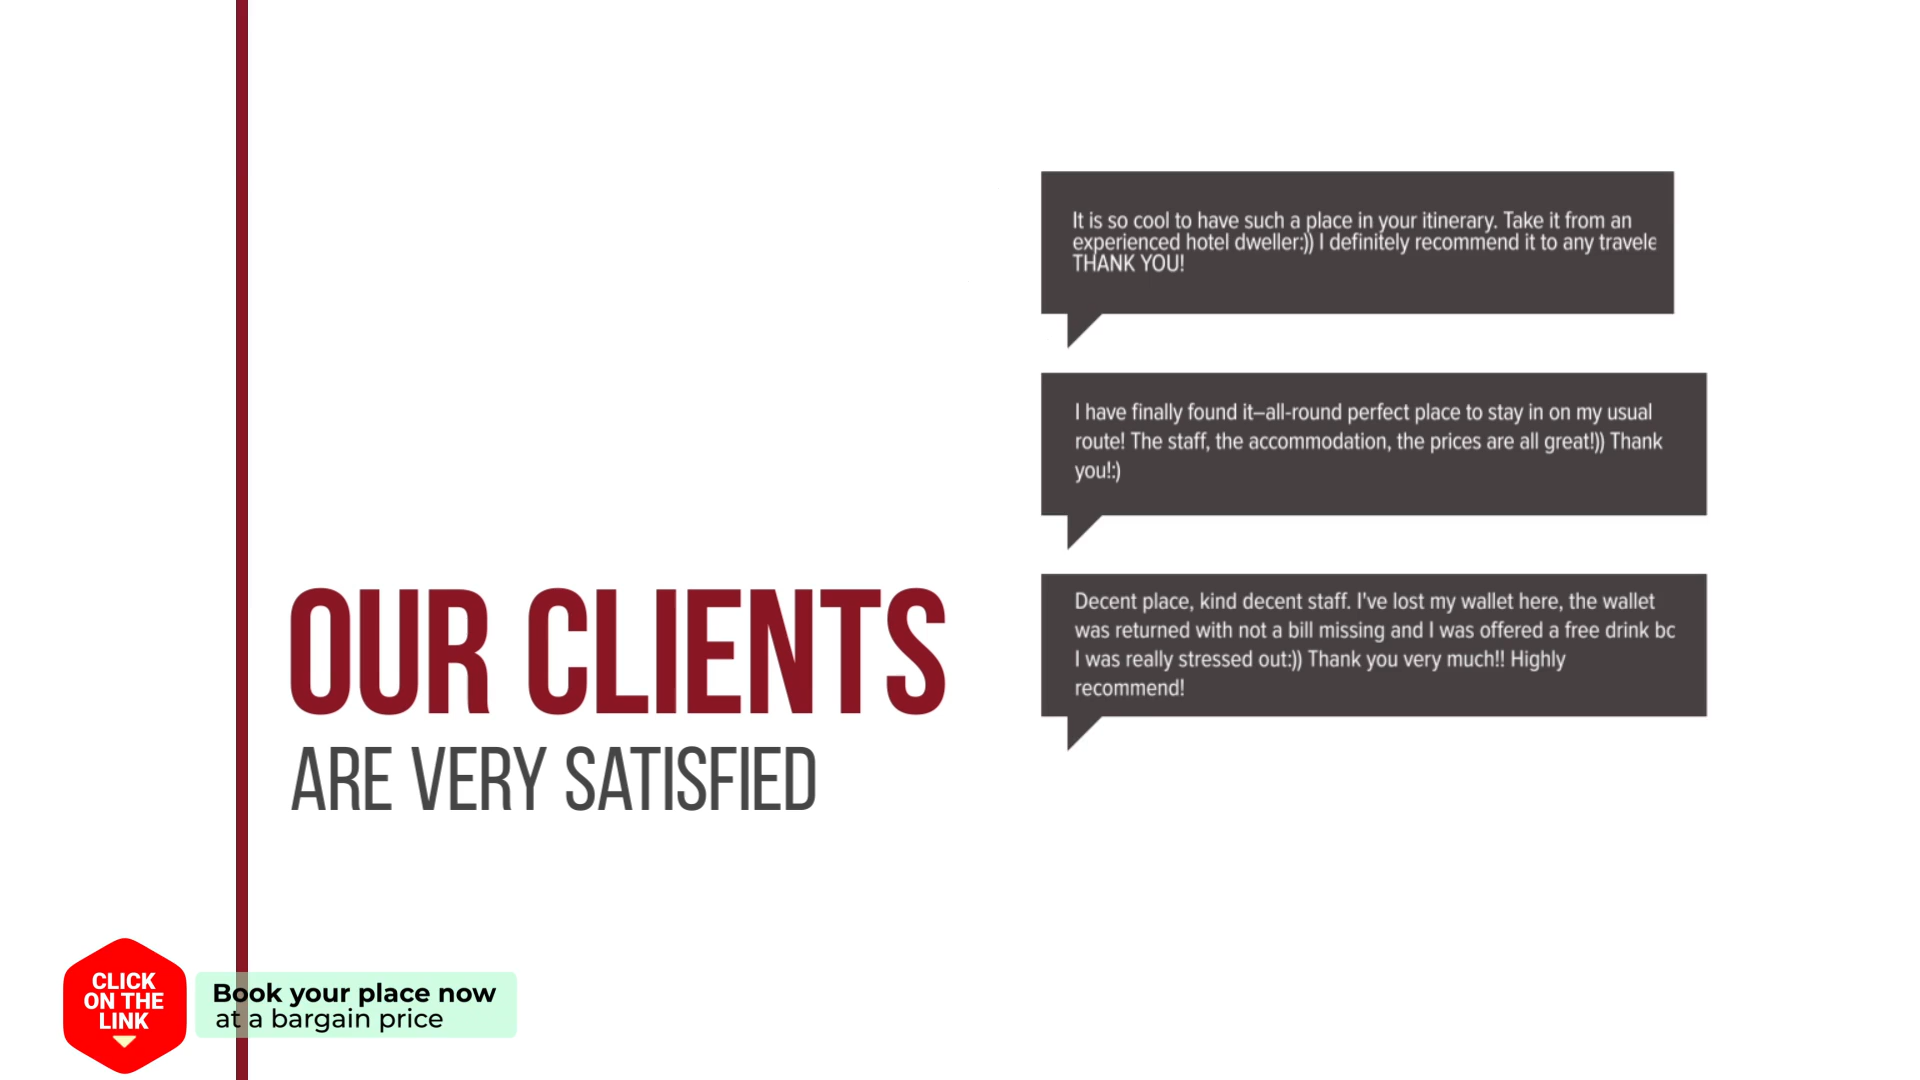 It is so cool to have such a place in your itinerary. Take it from an
experienced hotel dweller:)) I definitely recommend it to any travele
THANK YOU!
I have finally found it–all-round perfect place to stay in on my usual
route! The staff, the accommodation, the prices are all great!)) Thank
you!:)
Decent place, kind decent staff. I've lost my wallet here, the wallet
was returned with not a bill missing and I was offered a free drink bc
I was really stressed out:)) Thank you very much!! Highly
recommend!
OUR CLIENTS
ARE VERY SATISFIED
CLICK
ON THE
LINK
Book your place now
at a bargain price